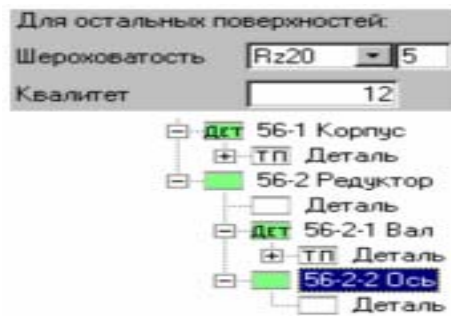 Для остальных поверхностей:
Шероховатость Rz20 5
Квалитет 12
ДЕТ 56-1 Корпус
ТП Деталь
56-2 Редуктор
Деталь
ДЕТ 56-2-1 Вал
ТП Деталь
56-2-2 Ось
Деталь